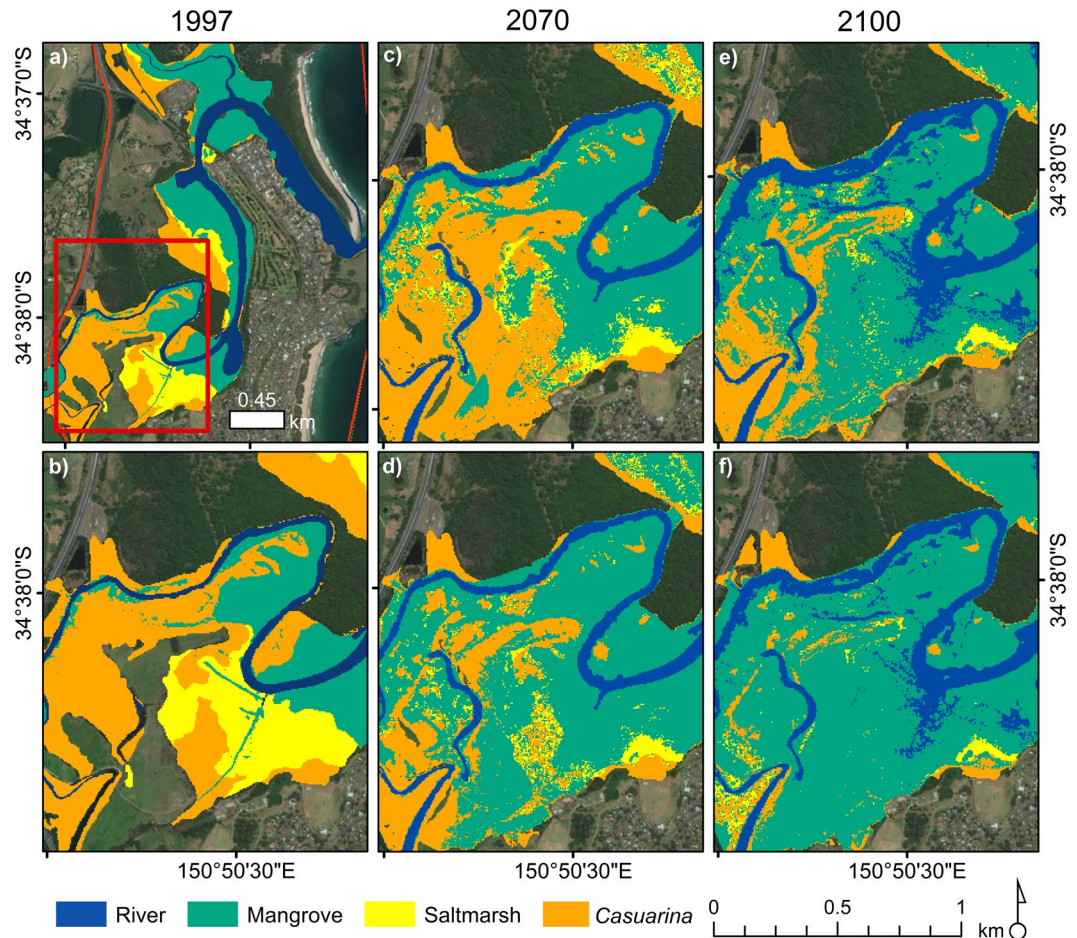 1997
2070
2100
a)
c)
e)
34°37'0"S
34°38'0"S
34°38'0"S
0.45
km
b)
d)
f)
34°38'0"S
34°38'0"S
150°50'30"E
150°50'30"E
150°50'30"E
River
Mangrove
Saltmarsh
Casuarina
0
0.5
1
km